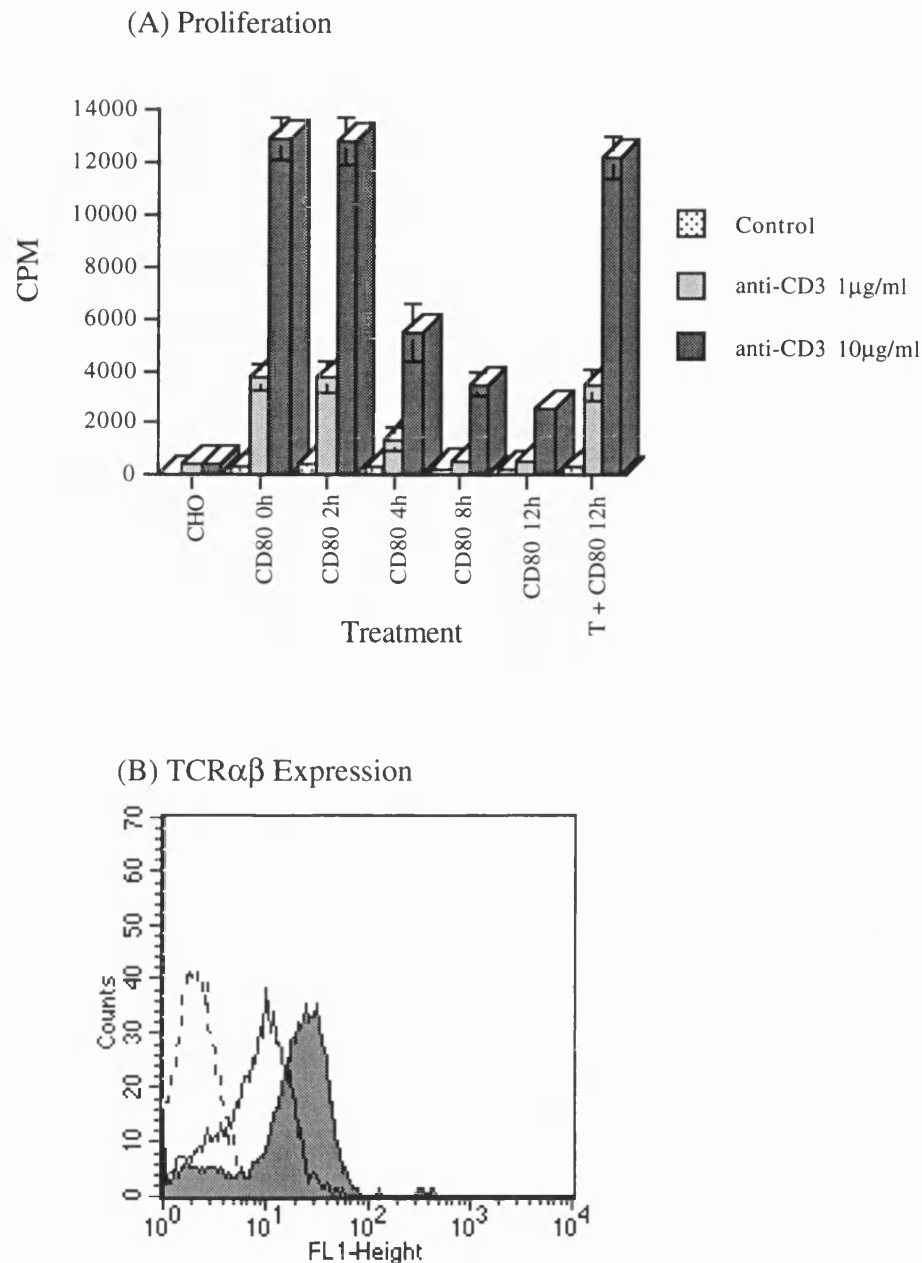 (A) Proliferation
14000
12000
10000
8000
6000
4000
2000
0
CPM
CHO
CD80 0h
CD80 2h
CD80 4h
CD80 8h
CD80 12h
T + CD80 12h
Treatment
Control
anti-CD3 1µg/ml
anti-CD3 10µg/ml
(B) TCRαβ Expression
70
60
50
40
30
20
10
0
Counts
10⁰ 10¹ 10² 10³ 10⁴
FL1-Height